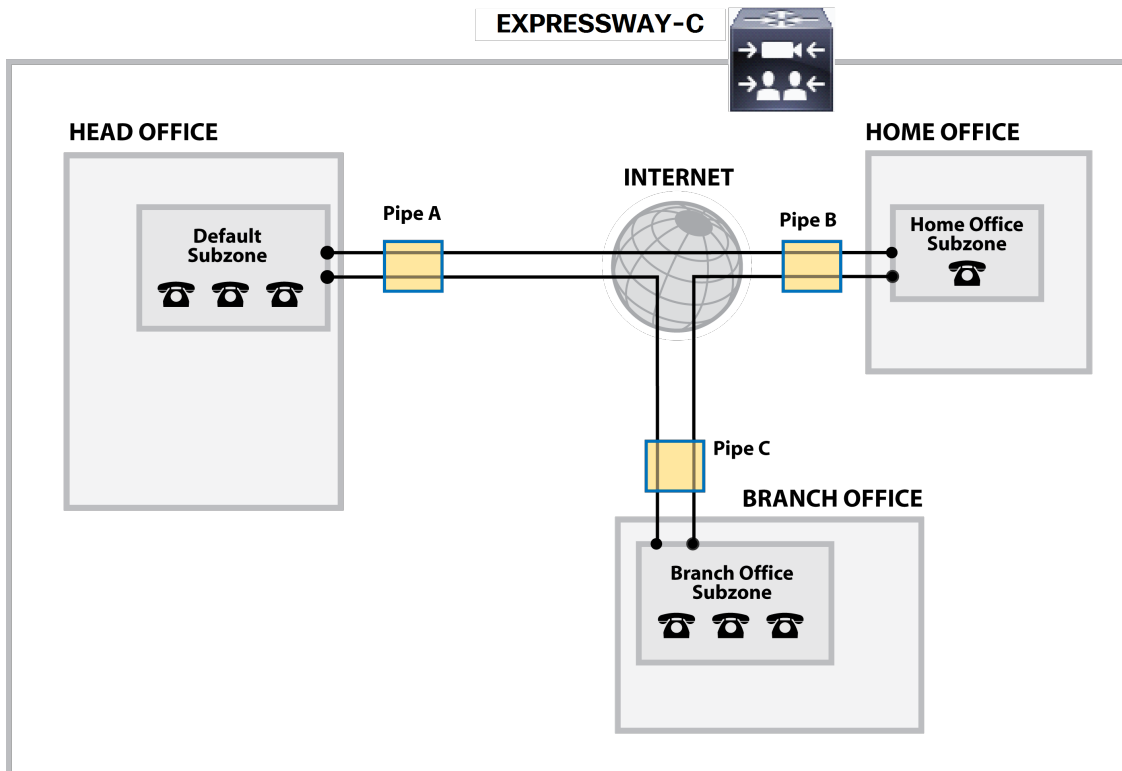 EXPRESSWAY-C
HEAD OFFICE
HOME OFFICE
INTERNET
Pipe A
Pipe B
Default
Subzone
Home Office
Subzone
Pipe C
BRANCH OFFICE
Branch Office
Subzone